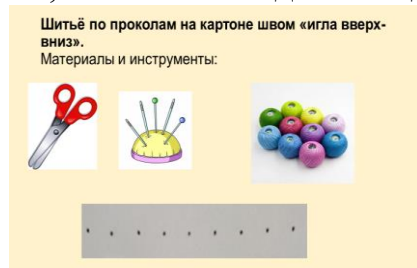 Шитьё по проколам на картоне швом «игла вверх-
вниз».
Материалы и инструменты: